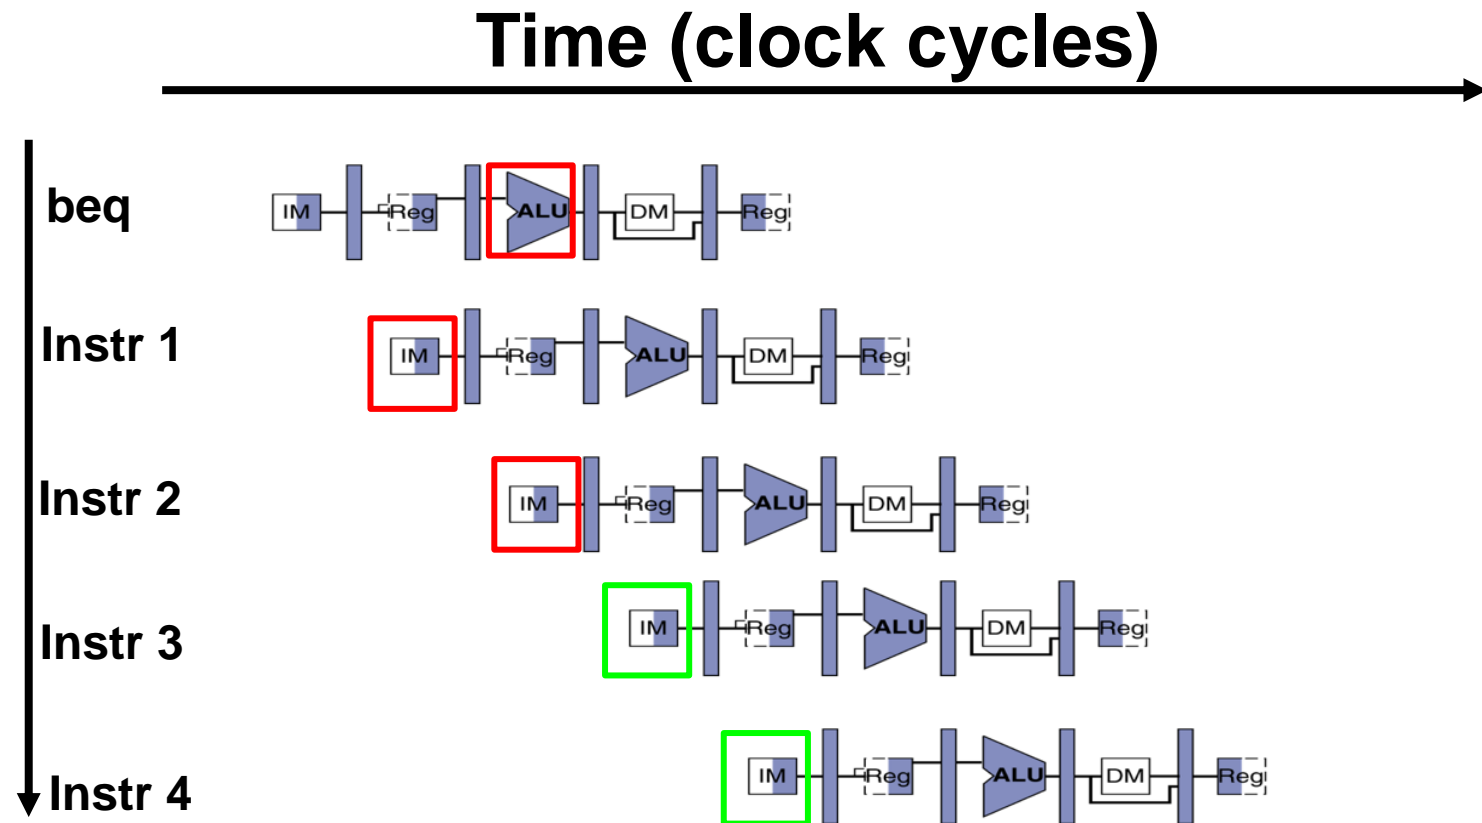 Time (clock cycles)
beq
IM Reg ALU DM Reg
Instr 1
IM Reg ALU DM Reg
Instr 2
IM Reg ALU DM Reg
Instr 3
IM Reg ALU DM Reg
Instr 4
IM Reg ALU DM Reg